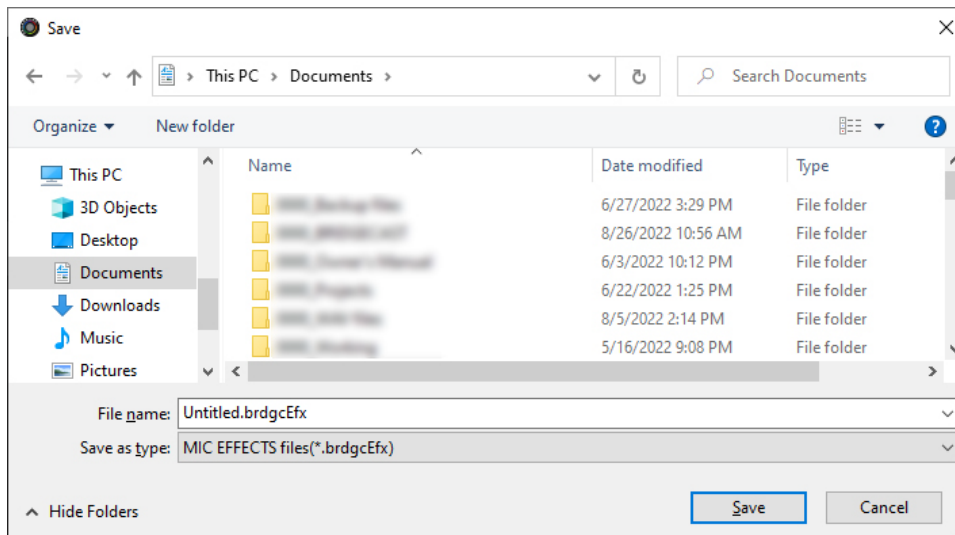 Save
This PC > Documents >
Search Documents
Organize
New folder
Name
Date modified
Type
This PC
3D Objects
Desktop
Documents
Downloads
Music
Pictures
6/27/2022 3:29 PM File folder
8/26/2022 10:56 AM File folder
6/3/2022 10:12 PM File folder
6/22/2022 1:25 PM File folder
8/5/2022 2:14 PM File folder
5/16/2022 9:08 PM File folder
File name: Untitled.brdgcEfx
Save as type: MIC EFFECTS files(*.brdgcEfx)
Hide Folders
Save
Cancel